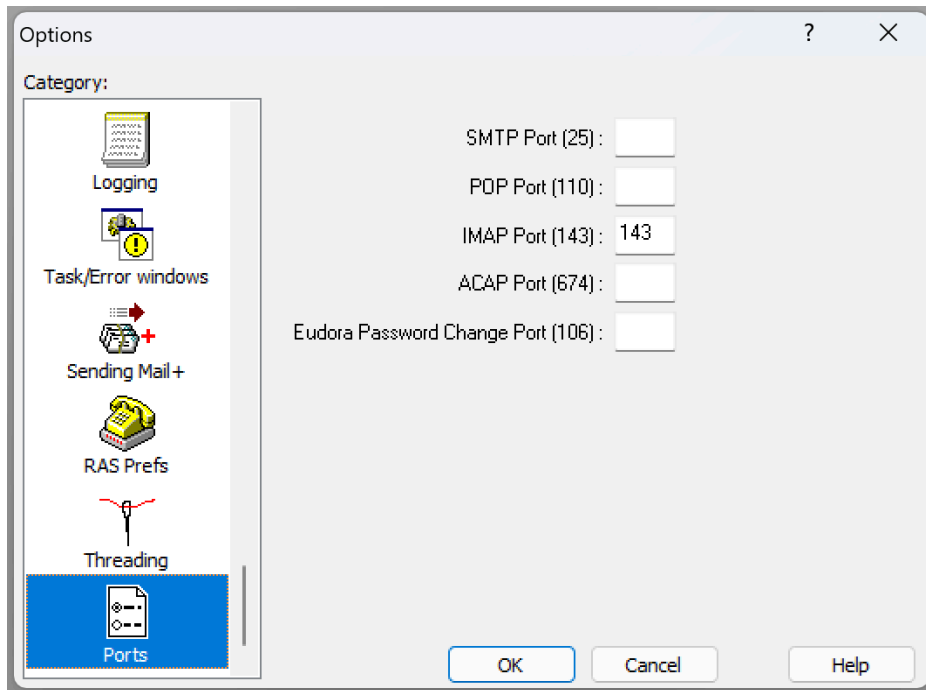 Options
?
Category:
Logging
Task/Error windows
Sending Mail+
RAS Prefs
Threading
Ports
SMTP Port (25) :
POP Port (110) :
IMAP Port (143) : 143
ACAP Port (674) :
Eudora Password Change Port (106) :
OK
Cancel
Help